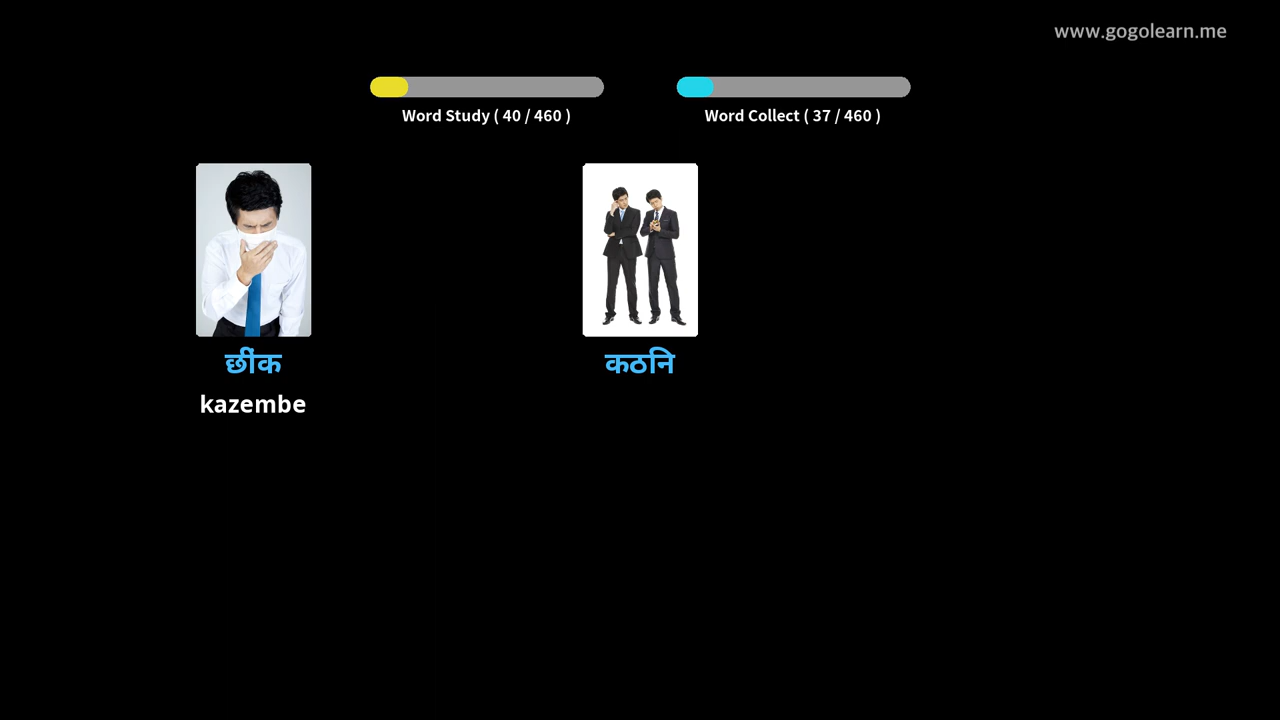 www.gogolearn.me
Word Study ( 40 / 460 )
Word Collect ( 37 / 460 )
छींक
कठनि
kazembe